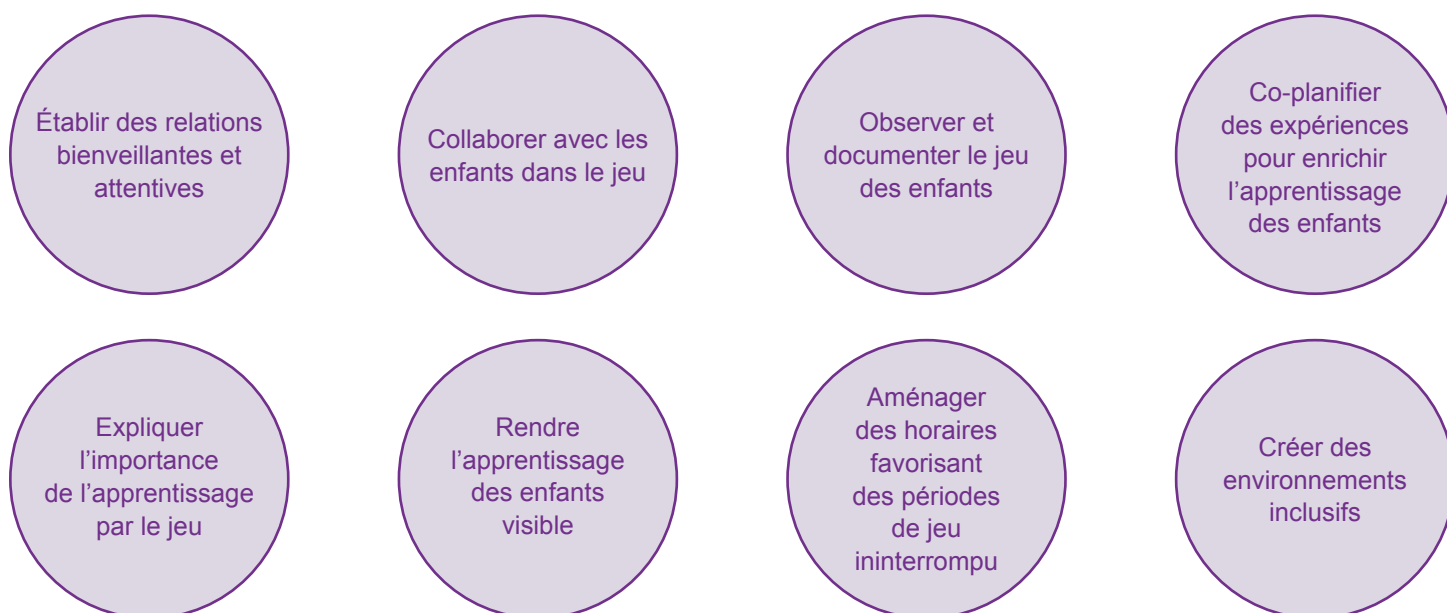 Établir des relations
bienveillantes et
attentives
Collaborer avec les
enfants dans le jeu
Observer et
documenter le jeu
des enfants
Co-planifier
des expériences
pour enrichir
l’apprentissage
des enfants
Expliquer
l’importance
de l’apprentissage
par le jeu
Rendre
l’apprentissage
des enfants
visible
Aménager
des horaires
favorisant
des périodes
de jeu
ininterrompu
Créer des
environnements
inclusifs